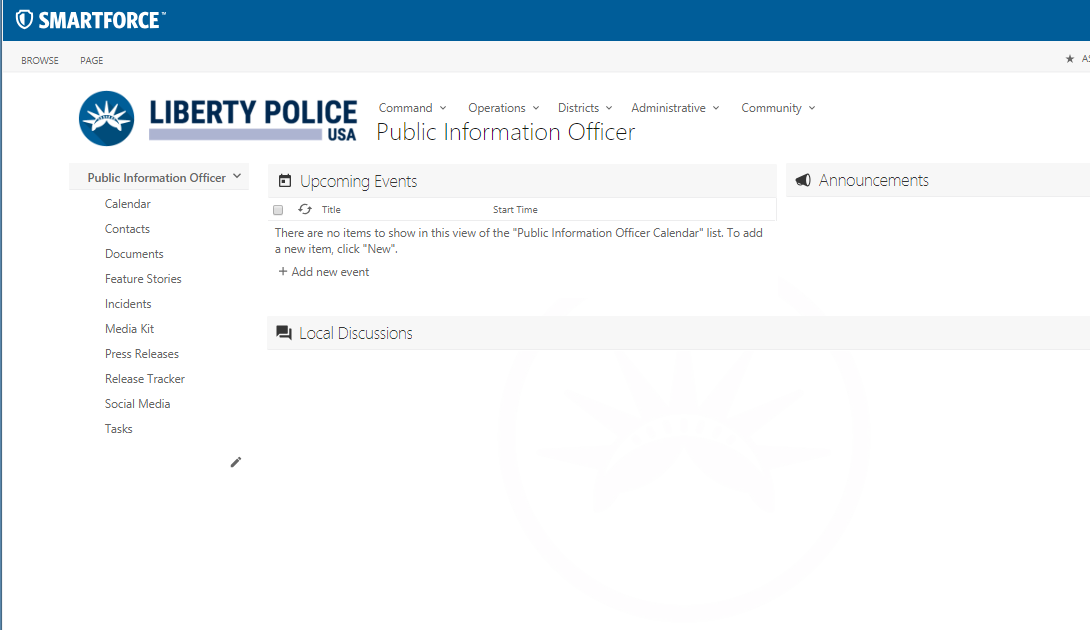 SMARTFORCE™
BROWSE PAGE
LIBERTY POLICE
USA
Command Operations Districts Administrative Community
Public Information Officer
Public Information Officer
Calendar
Contacts
Documents
Feature Stories
Incidents
Media Kit
Press Releases
Release Tracker
Social Media
Tasks
Upcoming Events
Title Start Time
There are no items to show in this view of the "Public Information Officer Calendar" list. To add
a new item, click "New".
+ Add new event
Announcements
Local Discussions